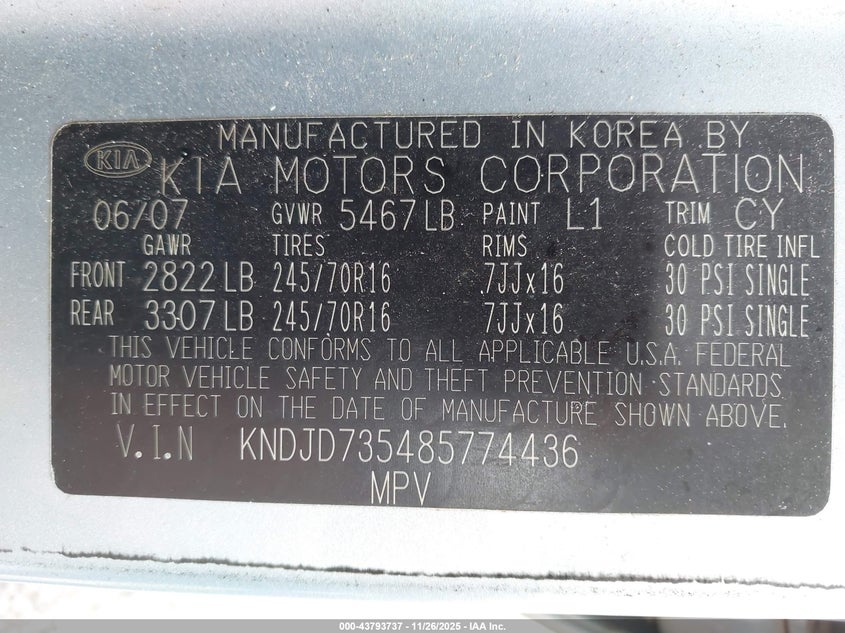 MANUFACTURED IN KOREA BY
KIA KIA MOTORS CORPORATION
06/07 GVWR 5467LB PAINT L1 TRIM CY
GAWR TIRES RIMS COLD TIRE INFL
FRONT 2822LB 245/70R16 7JJx16 30 PSI SINGLE
REAR 3307LB 245/70R16 7JJx16 30 PSI SINGLE
THIS VEHICLE CONFORMS TO ALL APPLICABLE U.S.A. FEDERAL
MOTOR VEHICLE SAFETY AND THEFT PREVENTION STANDARDS
IN EFFECT ON THE DATE OF MANUFACTURE SHOWN ABOVE.
V.I.N KNDJD735485774436
MPV
000-43793737 - 11/26/2025 - IAA Inc.